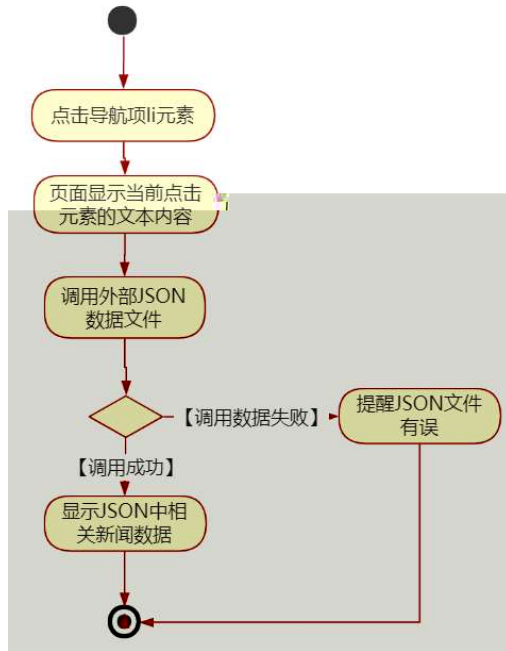 点击导航项li元素
页面显示当前点击
元素的文本内容
调用外部JSON
数据文件
【调用数据失败】
提醒JSON文件
有误
【调用成功】
显示JSON中相
关新闻数据